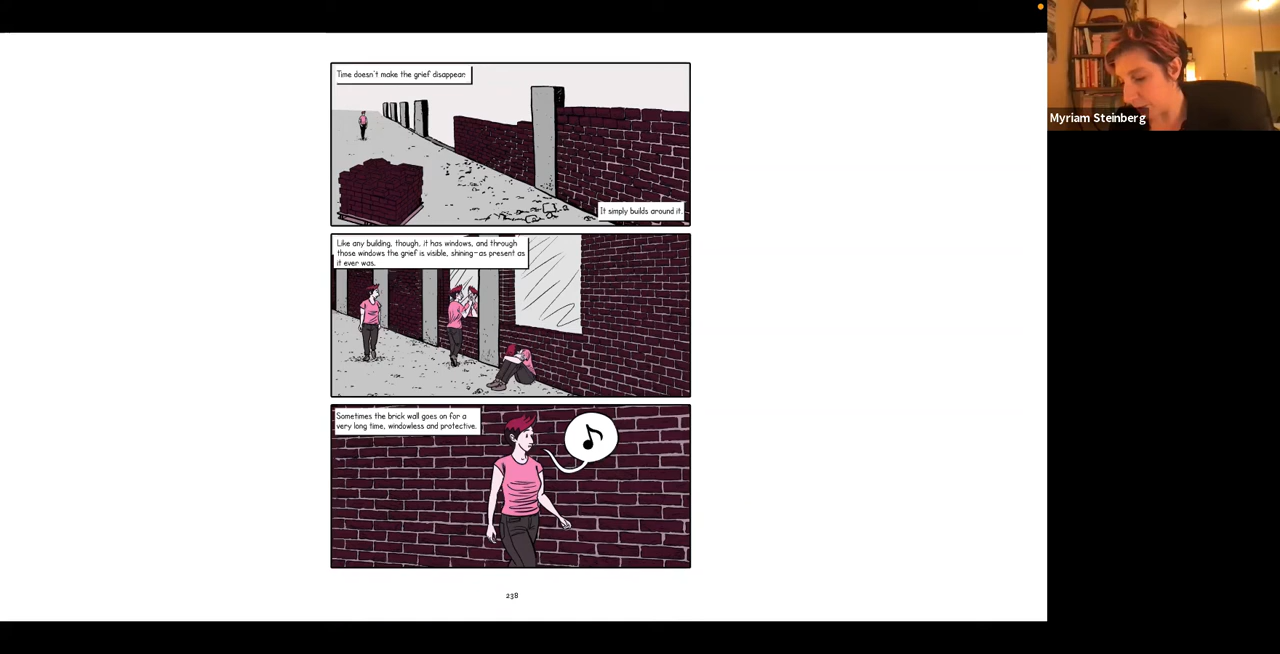 Time doesn't make the grief disappear.
It simply builds around it.
Like any building, though, it has windows, and through
those windows the grief is visible, shining—as present as
it ever was.
Sometimes the brick wall goes on for a
very long time, windowless and protective.
238
Myriam Steinberg